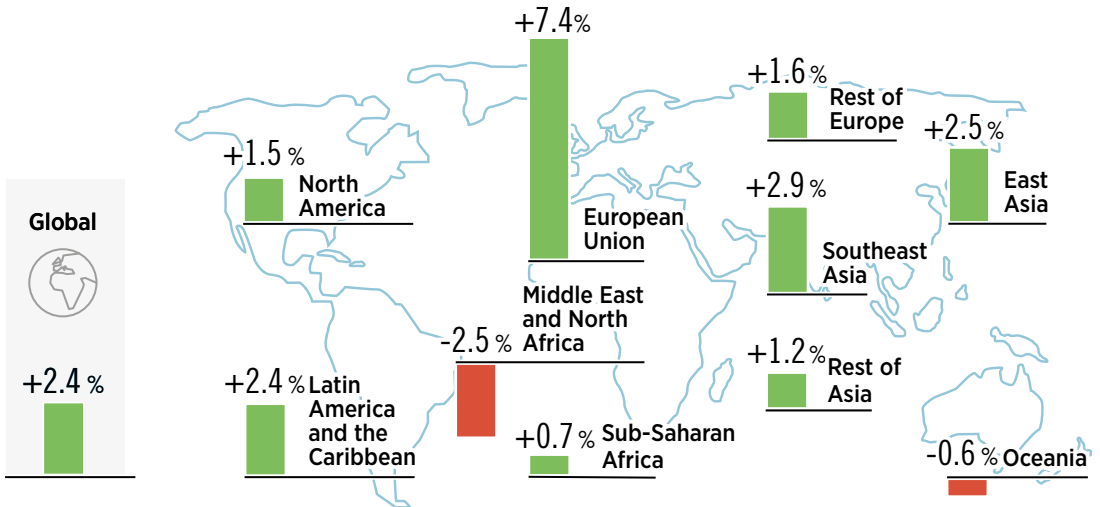 Global
+2.4 %
+1.5 %
North
America
+2.4 %
Latin
America
and the
Caribbean
+7.4%
European
Union
-2.5 %
Middle East
and North
Africa
+0.7 %
Sub-Saharan
Africa
+1.6 %
Rest of
Europe
+2.9 %
Southeast
Asia
+1.2 %
Rest of
Asia
+2.5 %
East
Asia
-0.6 % Oceania